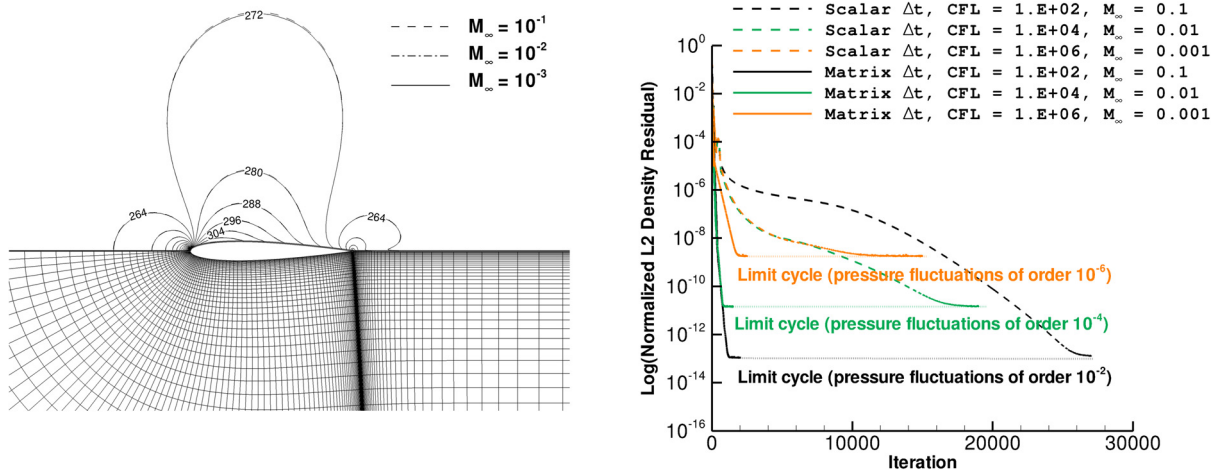 272
M∞ = 10-1
M∞ = 10-2
M∞ = 10-3
280
264
288
264
296
304
Scalar Δt, CFL = 1.E+02, M∞ = 0.1
Scalar Δt, CFL = 1.E+04, M∞ = 0.01
Scalar Δt, CFL = 1.E+06, M∞ = 0.001
Matrix Δt, CFL = 1.E+02, M∞ = 0.1
Matrix Δt, CFL = 1.E+04, M∞ = 0.01
Matrix Δt, CFL = 1.E+06, M∞ = 0.001
Log(Normalized L2 Density Residual)
10^0
10^-2
10^-4
10^-6
10^-8
10^-10
10^-12
10^-14
10^-16
Limit cycle (pressure fluctuations of order 10^-6)
Limit cycle (pressure fluctuations of order 10^-4)
Limit cycle (pressure fluctuations of order 10^-2)
0 10000 20000 30000
Iteration